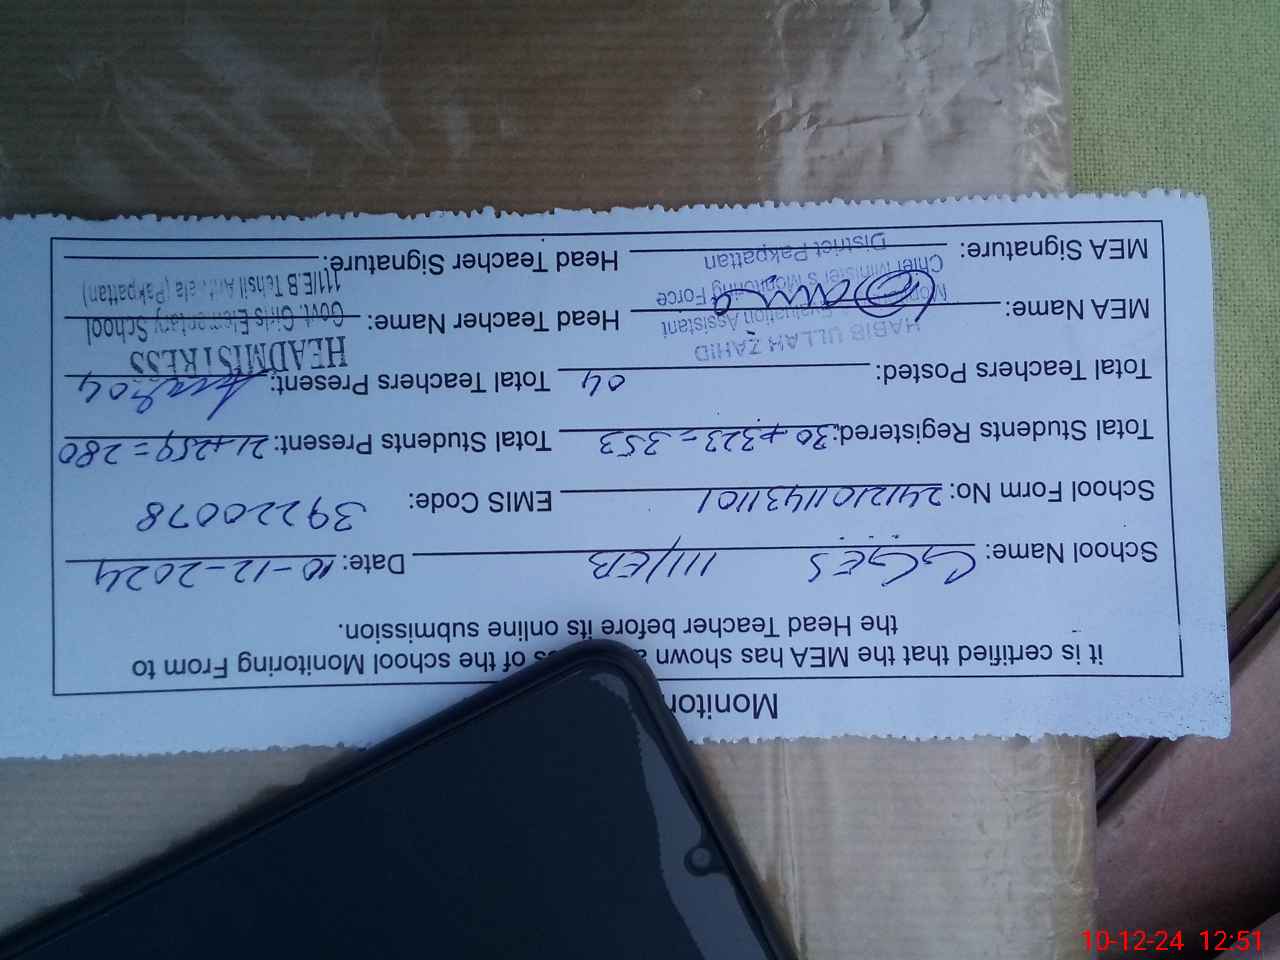 Monitor
it is certified that the MEA has shown of the school Monitoring From to
the Head Teacher before its online submission.
School Name: GGES 111/EB Date: 10-12-2024
School Form No: 2412101431101 EMIS Code: 39220078
Total Students Registered: 30+323=353 Total Students Present: 21+259=280
Total Teachers Posted: 04 Total Teachers Present: 04
HABIB ULLAH ZAHID
Evaluation Assistant
Chief Minister's Monitoring Force
District Pakpattan
HEADMISTRESS
Govt. Girls Elementary School
111/E.B Tehsil (Pakpattan)
MEA Name: Head Teacher Name:
MEA Signature: Head Teacher Signature:
10-12-24 12:51